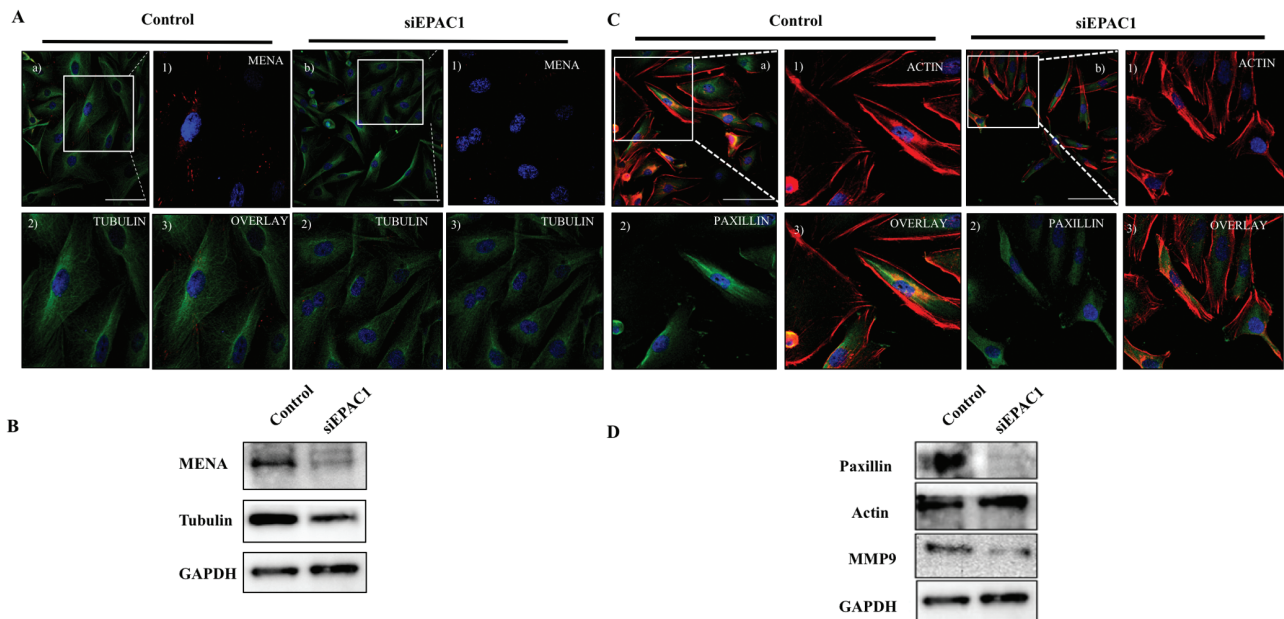 A
Control
siEPAC1
a)
1)
MENA
b)
1)
MENA
2)
TUBULIN
3)
OVERLAY
2)
TUBULIN
3)
TUBULIN
B
Control
siEPAC1
MENA
Tubulin
GAPDH
C
Control
siEPAC1
a)
1)
ACTIN
b)
1)
ACTIN
2)
PAXILLIN
3)
OVERLAY
2)
PAXILLIN
3)
OVERLAY
D
Control
siEPAC1
Paxillin
Actin
MMP9
GAPDH